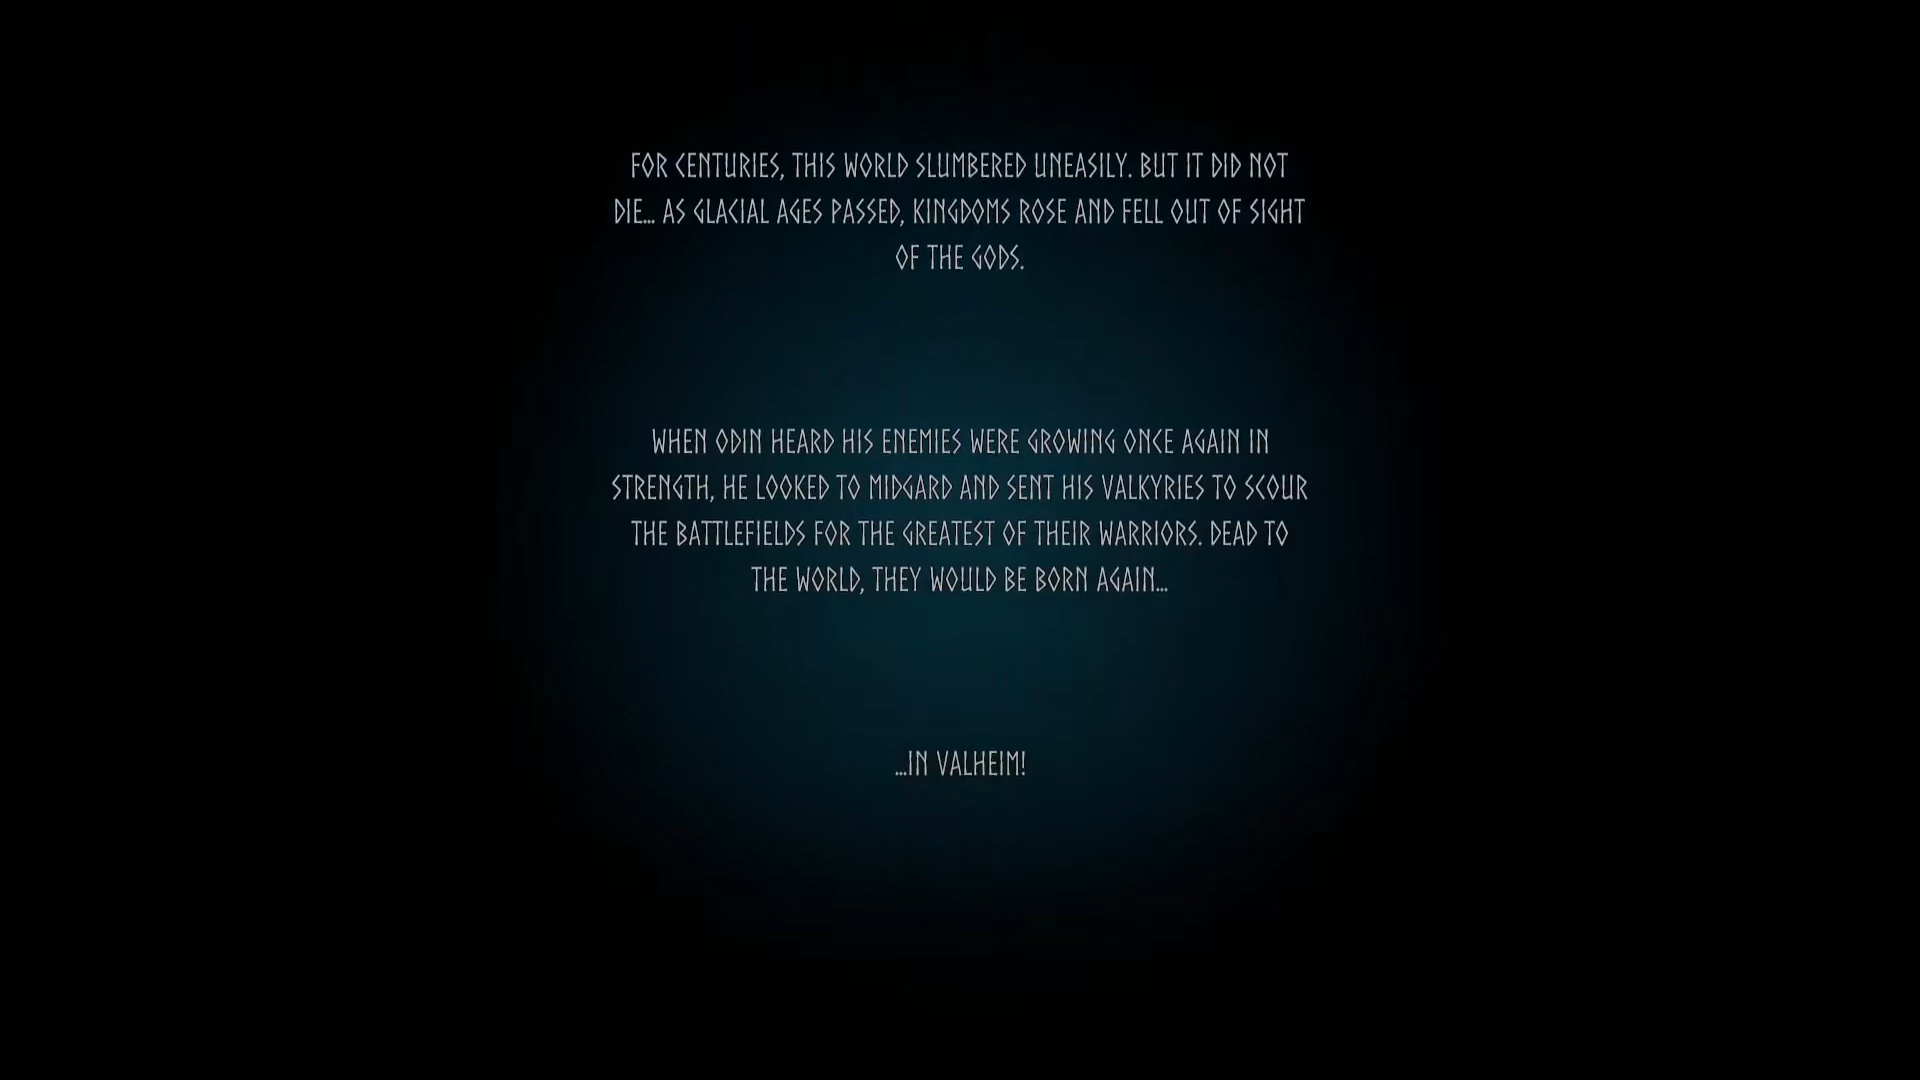 FOR CENTURIES, THIS WORLD SLUMBERED UNEASILY. BUT IT DID NOT
DIE... AS GLACIAL AGES PASSED, KINGDOMS ROSE AND FELL OUT OF SIGHT
OF THE GODS.
WHEN ODIN HEARD HIS ENEMIES WERE GROWING ONCE AGAIN IN
STRENGTH, HE LOOKED TO MIDGARD AND SENT HIS VALKYRIES TO SCOUR
THE BATTLEFIELDS FOR THE GREATEST OF THEIR WARRIORS. DEAD TO
THE WORLD, THEY WOULD BE BORN AGAIN...
...IN VALHEIM!